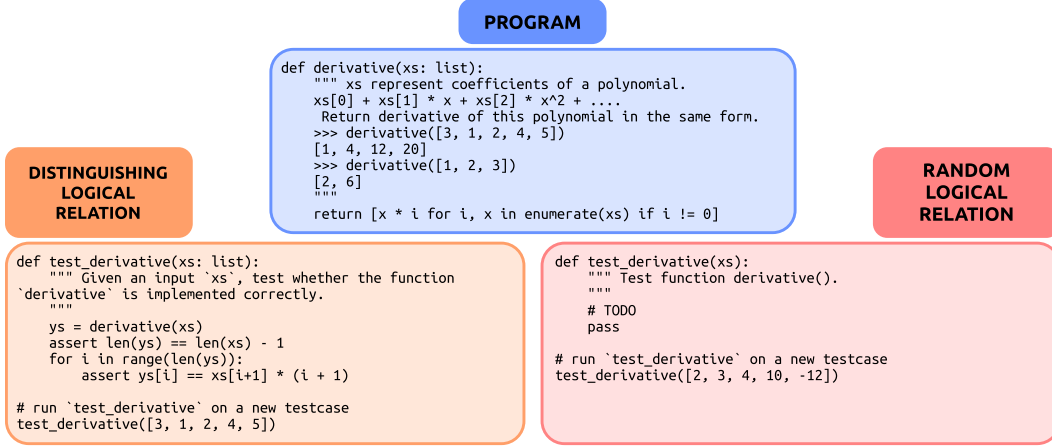 PROGRAM
def derivative(xs: list):
""" xs represent coefficients of a polynomial.
xs[0] + xs[1] * x + xs[2] * x^2 + ....
Return derivative of this polynomial in the same form.
>>> derivative([3, 1, 2, 4, 5])
[1, 4, 12, 20]
>>> derivative([1, 2, 3])
[2, 6]
"""
return [x * i for i, x in enumerate(xs) if i != 0]
DISTINGUISHING
LOGICAL
RELATION
def test_derivative(xs: list):
""" Given an input `xs`, test whether the function
`derivative` is implemented correctly.
"""
ys = derivative(xs)
assert len(ys) == len(xs) - 1
for i in range(len(ys)):
assert ys[i] == xs[i+1] * (i + 1)
# run `test_derivative` on a new testcase
test_derivative([3, 1, 2, 4, 5])
RANDOM
LOGICAL
RELATION
def test_derivative(xs):
""" Test function derivative().
"""
# TODO
pass
# run `test_derivative` on a new testcase
test_derivative([2, 3, 4, 10, -12])